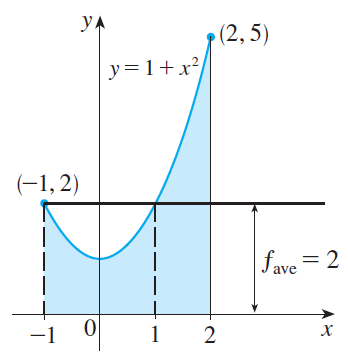 y
(2, 5)
y = 1 + x²
(−1, 2)
f_ave = 2
−1 0 1 2 x